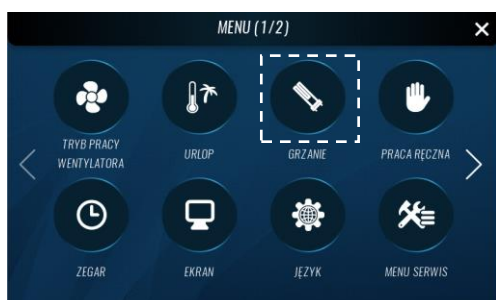 MENU (1/2)
TRYB PRACY
WENTYLATORA
URLOP
GRZANIE
PRACA RĘCZNA
ZEGAR
EKRAN
JĘZYK
MENU SERWIS